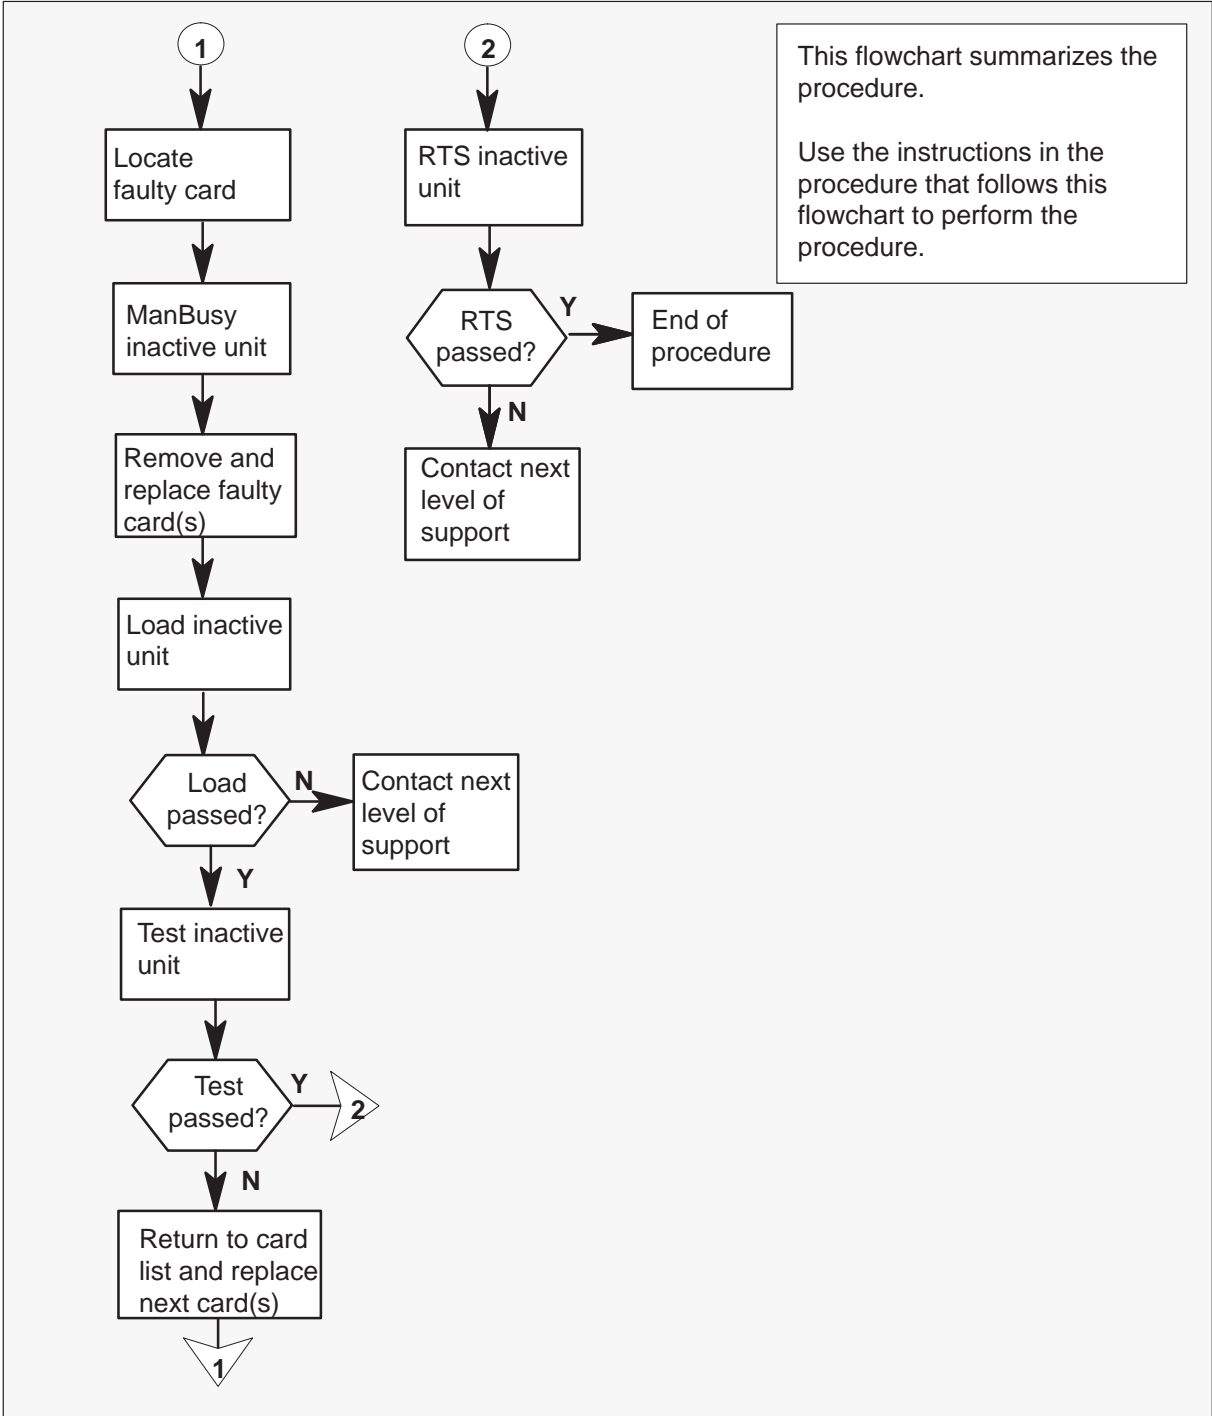 1
Locate
faulty card
ManBusy
inactive unit
Remove and
replace faulty
card(s)
Load inactive
unit
Load
passed?
N
Contact next
level of
support
Y
Test inactive
unit
Test
passed?
Y
2
N
Return to card
list and replace
next card(s)
1
2
RTS inactive
unit
RTS
passed?
Y
End of
procedure
N
Contact next
level of
support
This flowchart summarizes the
procedure.
Use the instructions in the
procedure that follows this
flowchart to perform the
procedure.